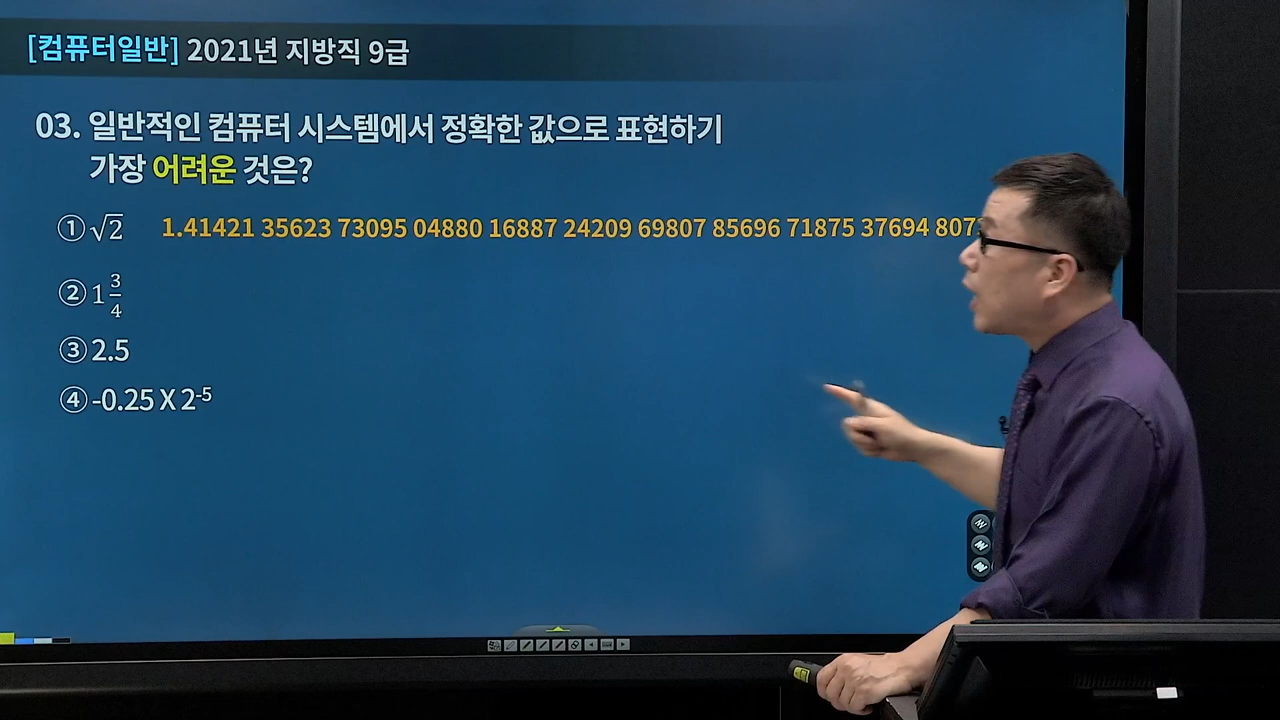 [컴퓨터일반] 2021년 지방직 9급
03. 일반적인 컴퓨터 시스템에서 정확한 값으로 표현하기
가장 어려운 것은?
① √2 1.41421 35623 73095 04880 16887 24209 69807 85696 71875 37694 807
② 1 3/4
③ 2.5
④ -0.25 X 2⁻⁵